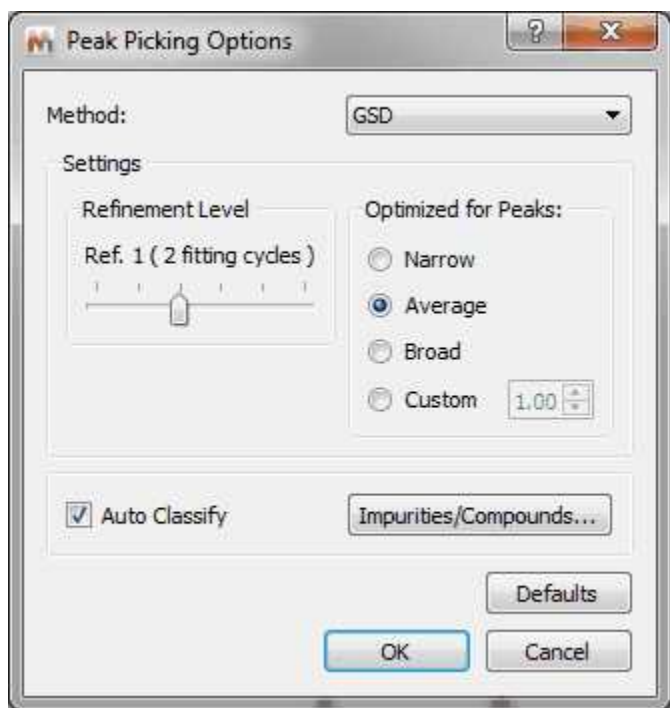 Peak Picking Options
Method: GSD
Settings
Refinement Level
Ref. 1 ( 2 fitting cycles )
Optimized for Peaks:
Narrow
Average
Broad
Custom 1.00
Auto Classify Impurities/Compounds...
Defaults
OK Cancel